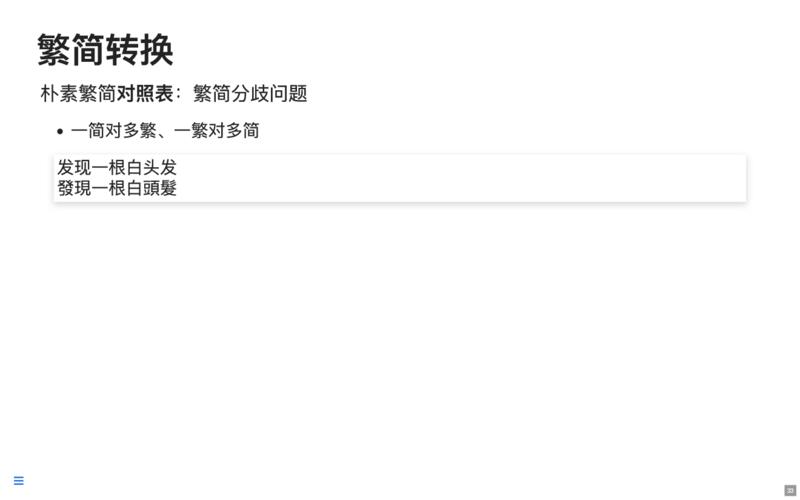 繁简转换
朴素繁简对照表：繁简分歧问题
• 一简对多繁、一繁对多简
发现一根白头发
發現一根白頭髮
33